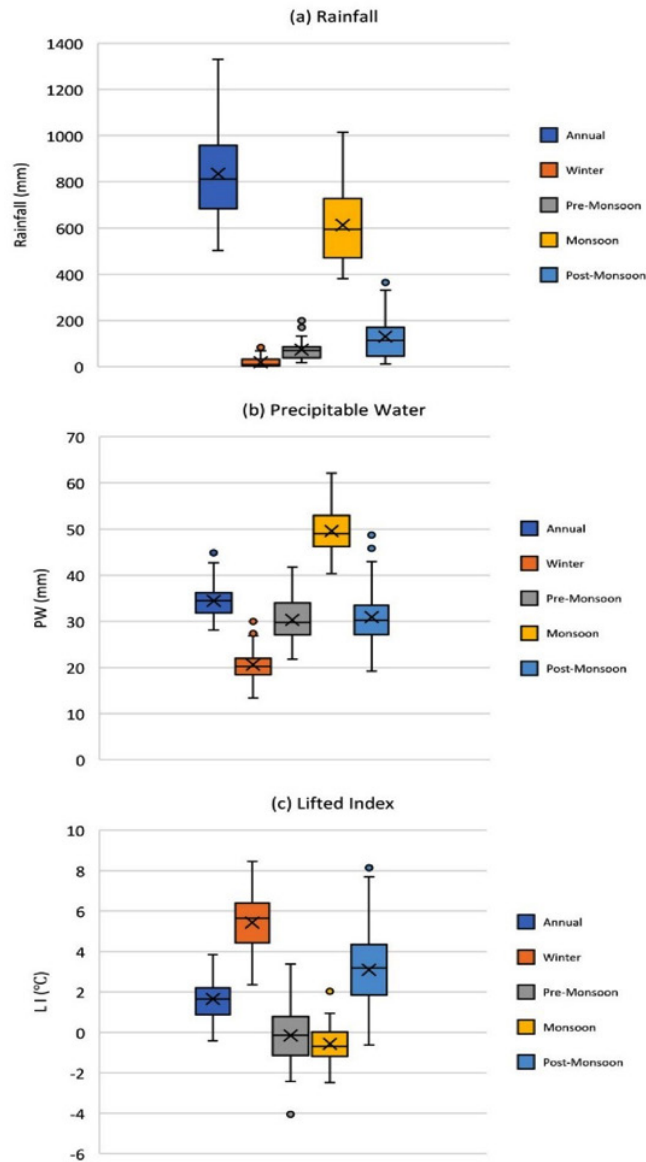 (a) Rainfall
1400
1200
1000
800
600
400
200
0
Rainfall (mm)
Annual
Winter
Pre-Monsoon
Monsoon
Post-Monsoon
(b) Precipitable Water
70
60
50
40
30
20
10
0
PW (mm)
Annual
Winter
Pre-Monsoon
Monsoon
Post-Monsoon
(c) Lifted Index
10
8
6
4
2
0
-2
-4
-6
L I (°C)
Annual
Winter
Pre-Monsoon
Monsoon
Post-Monsoon